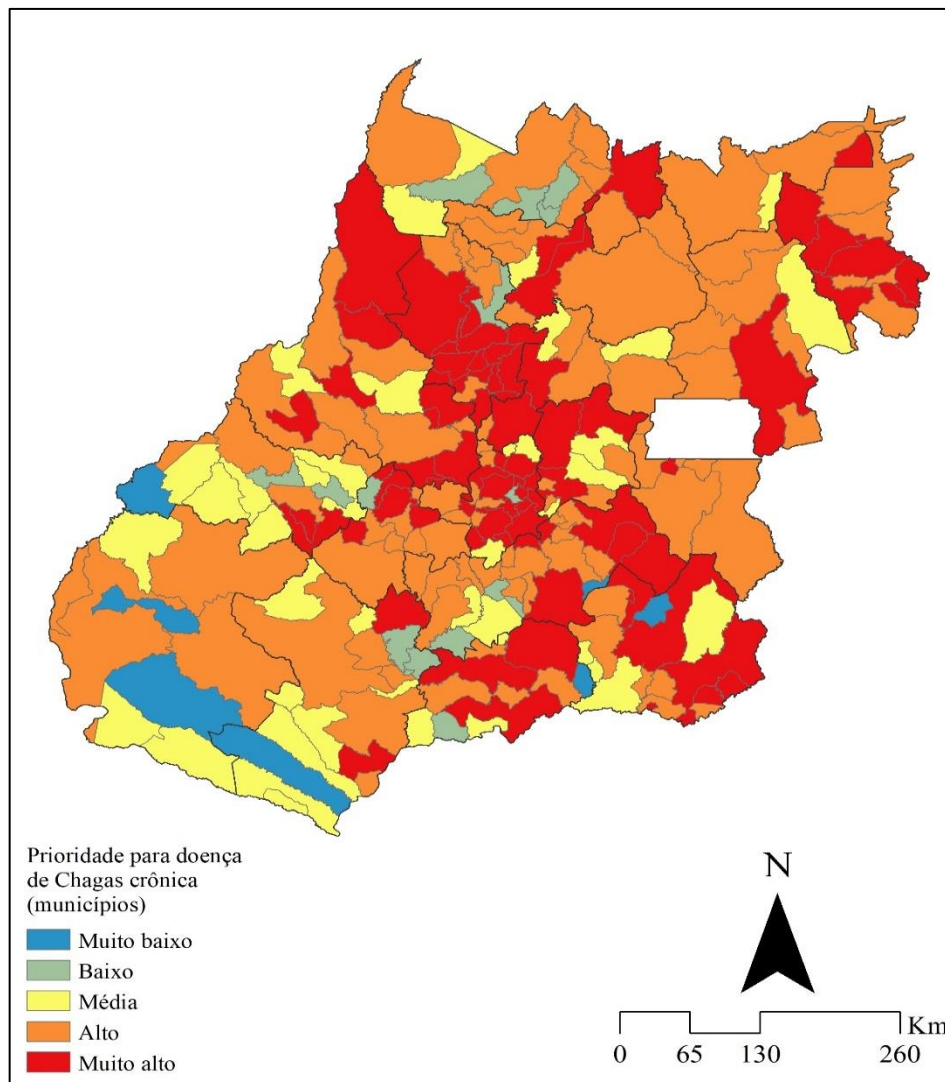 Prioridade para doença
de Chagas crônica
(municípios)
Muito baixo
Baixo
Média
Alto
Muito alto
N
Km
0 65 130 260